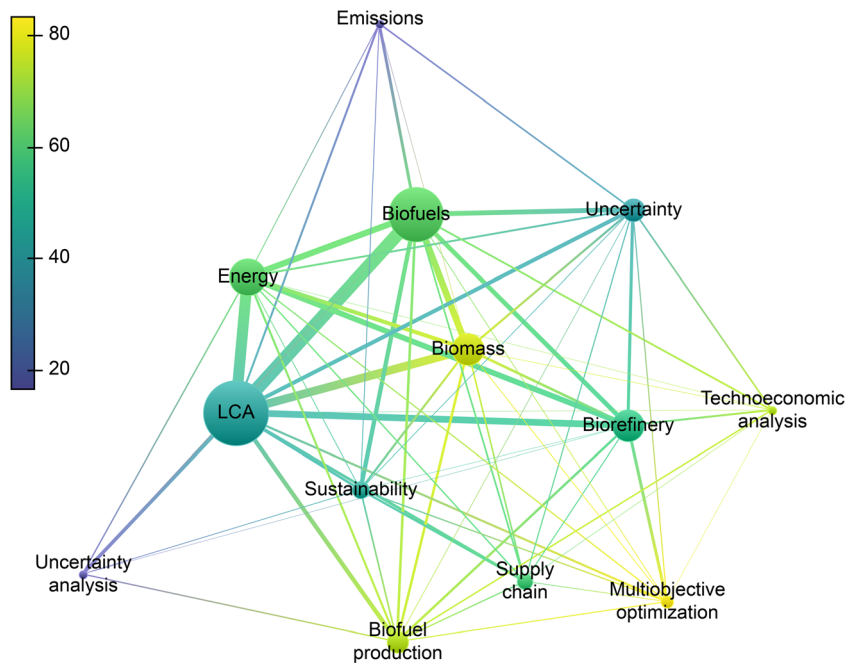 Emissions
80
60
40
20
Biofuels
Uncertainty
Energy
Biomass
LCA
Technoeconomic
analysis
Biorefinery
Sustainability
Uncertainty
analysis
Supply
chain
Multiobjective
optimization
Biofuel
production